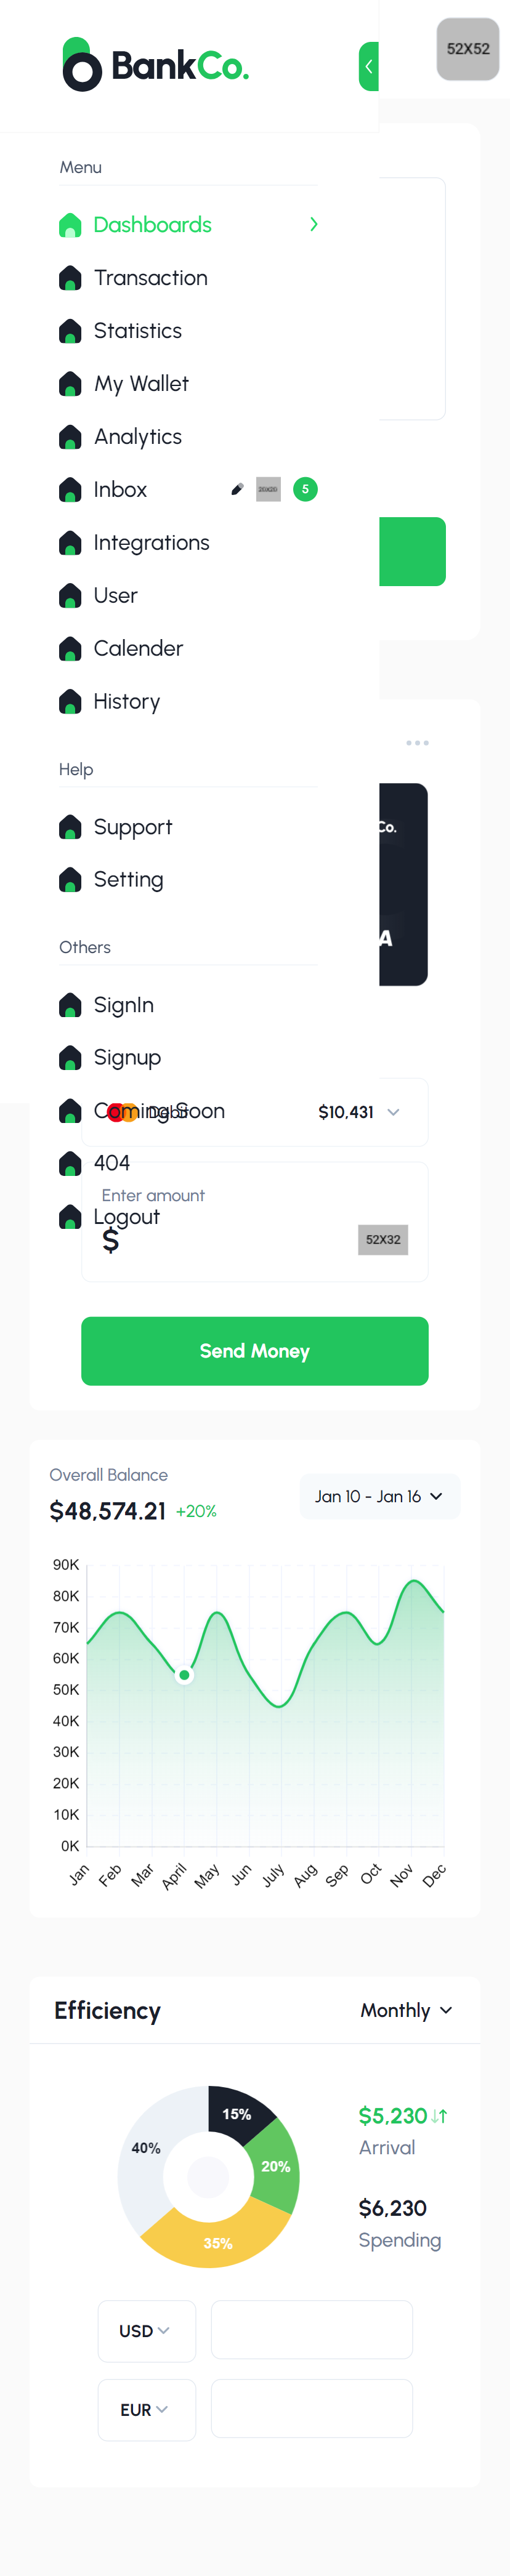 BankCo.
52X52
Menu
Dashboards
Transaction
Statistics
My Wallet
Analytics
Inbox
20X20
5
Integrations
User
Calender
History
Help
Support
Co.
Setting
Others
A
SignIn
Signup
Coming Soon
Debit
$10,431
404
Enter amount
Logout
$
52X32
Send Money
Overall Balance
$48,574.21 +20%
Jan 10 - Jan 16
90K
80K
70K
60K
50K
40K
30K
20K
10K
0K
Jan Feb Mar April May Jun July Aug Sep Oct Nov Dec
Efficiency
Monthly
15%
20%
35%
40%
$5,230
Arrival
$6,230
Spending
USD
EUR